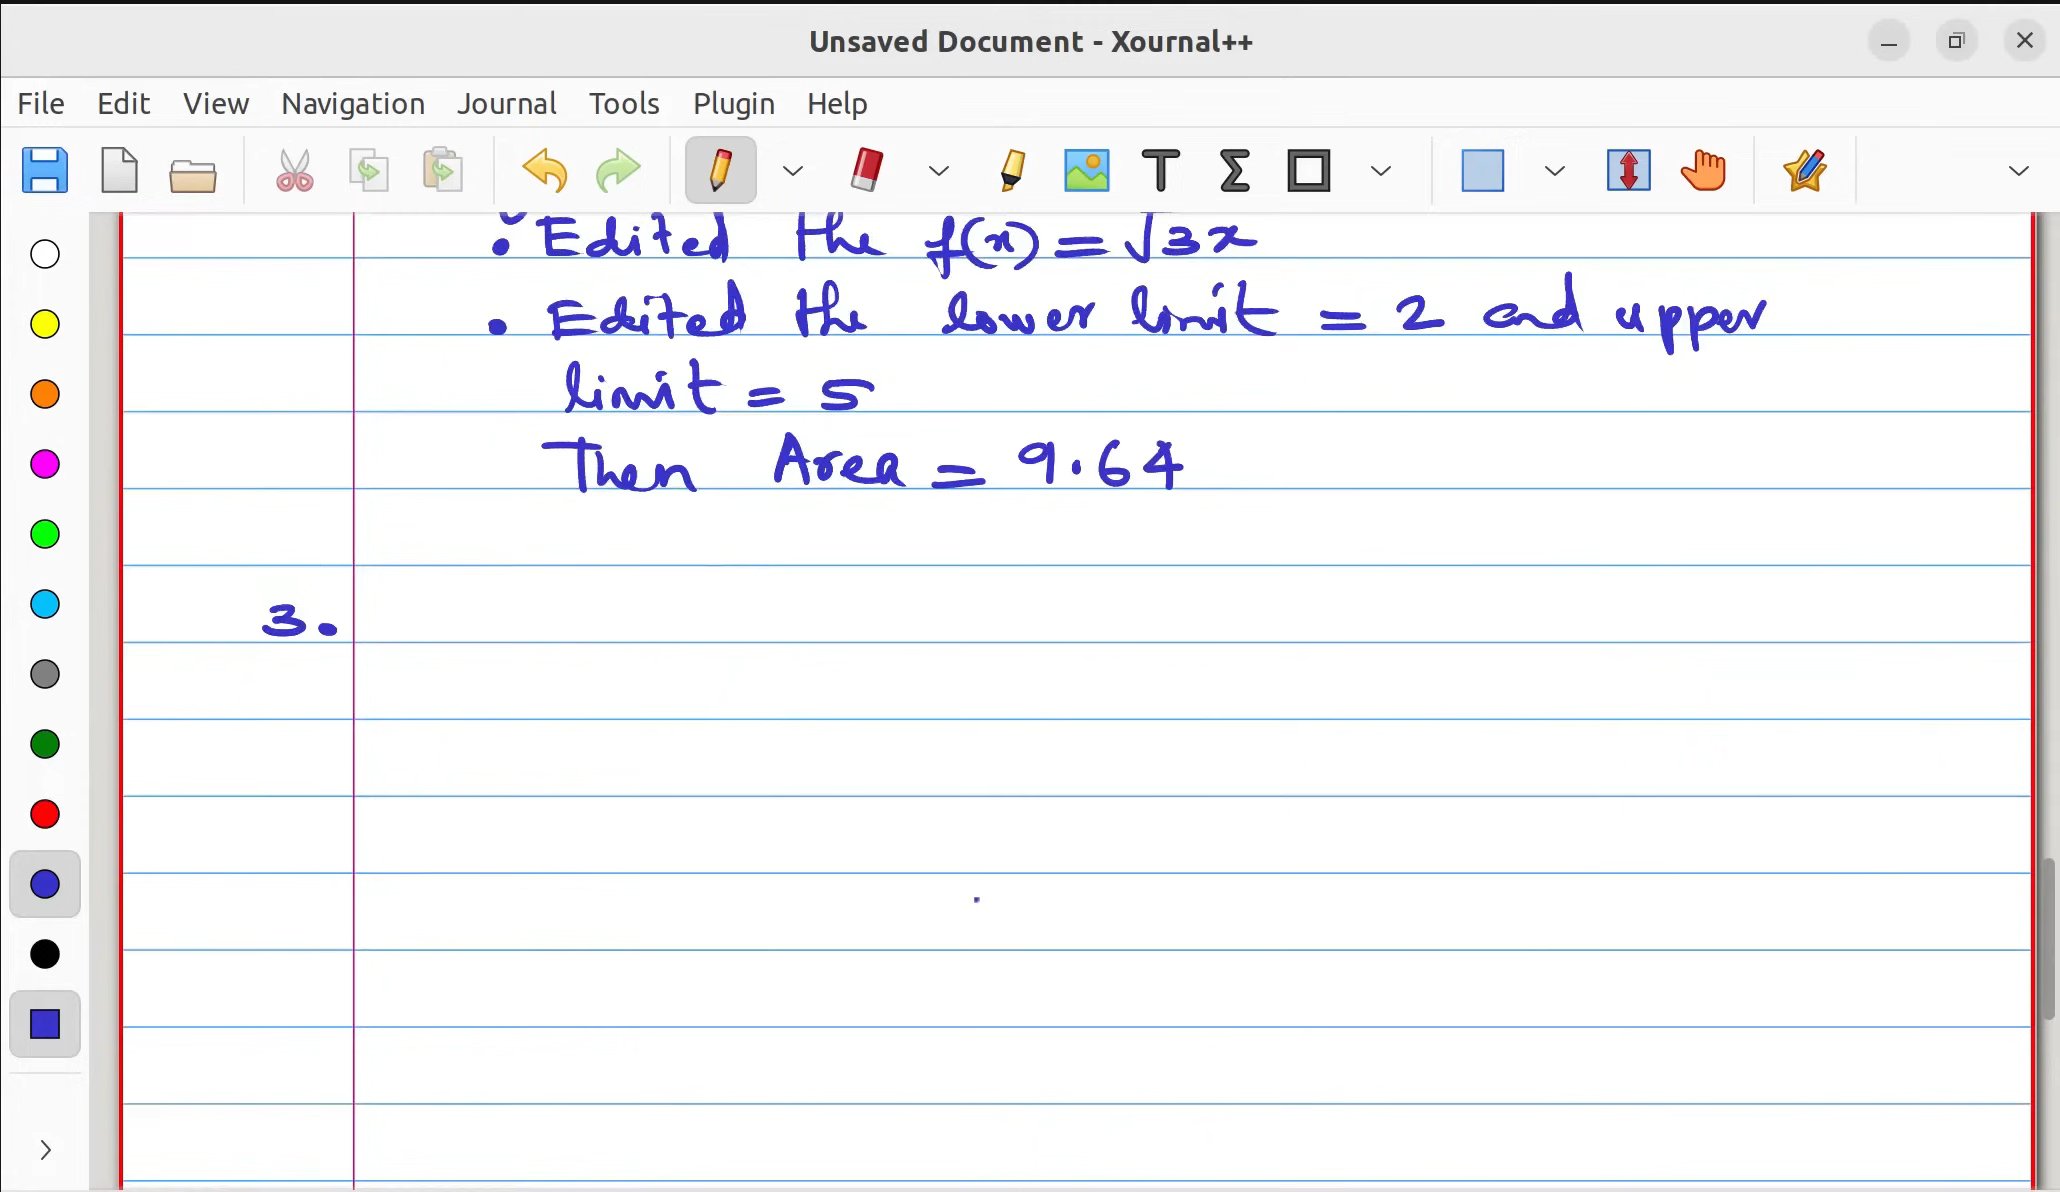 Unsaved Document - Xournal++
File Edit View Navigation Journal Tools Plugin Help
• Edited the f(x) = √3x
• Edited the lower limit = 2 and upper
limit = 5
Then Area = 9.64
3.